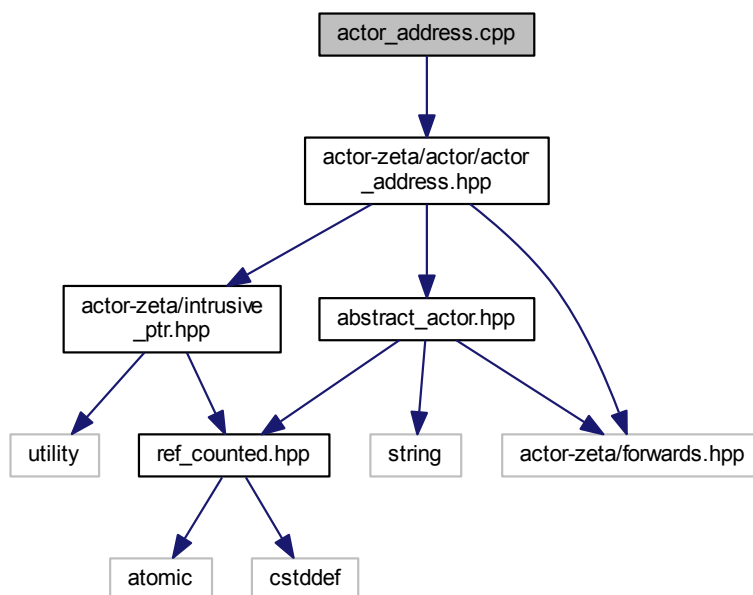 actor_address.cpp
actor-zeta/actor/actor
_address.hpp
actor-zeta/intrusive
_ptr.hpp
abstract_actor.hpp
utility
ref_counted.hpp
string
actor-zeta/forwards.hpp
atomic
cstddef